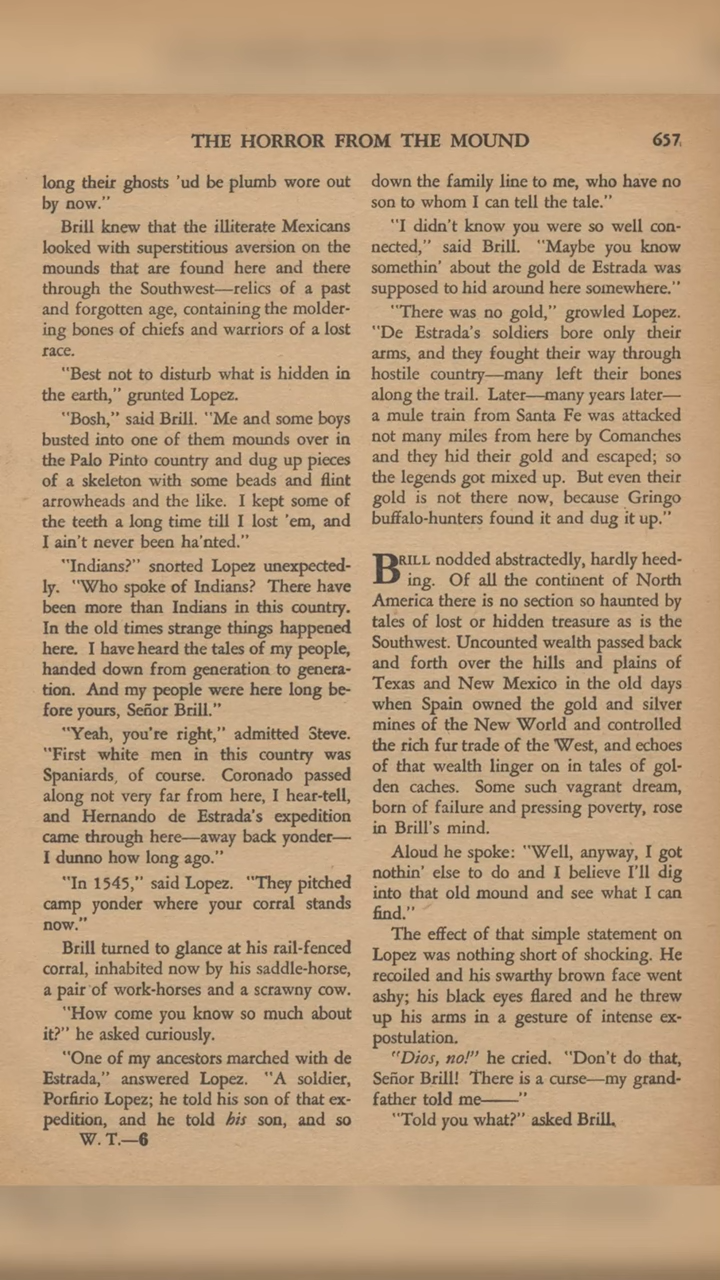 THE HORROR FROM THE MOUND 657
long their ghosts 'ud be plumb wore out
by now."
Brill knew that the illiterate Mexicans
looked with superstitious aversion on the
mounds that are found here and there
through the Southwest—relics of a past
and forgotten age, containing the molder-
ing bones of chiefs and warriors of a lost
race.
"Best not to disturb what is hidden in
the earth," grunted Lopez.
"Bosh," said Brill. "Me and some boys
busted into one of them mounds over in
the Palo Pinto country and dug up pieces
of a skeleton with some beads and flint
arrowheads and the like. I kept some of
the teeth a long time till I lost 'em, and
I ain't never been ha'nted."
"Indians?" snorted Lopez unexpected-
ly. "Who spoke of Indians? There have
been more than Indians in this country.
In the old times strange things happened
here. I have heard the tales of my people,
handed down from generation to genera-
tion. And my people were here long be-
fore yours, Señor Brill."
"Yeah, you're right," admitted Steve.
"First white men in this country was
Spaniards, of course. Coronado passed
along not very far from here, I hear-tell,
and Hernando de Estrada's expedition
came through here—away back yonder—
I dunno how long ago."
"In 1545," said Lopez. "They pitched
camp yonder where your corral stands
now."
Brill turned to glance at his rail-fenced
corral, inhabited now by his saddle-horse,
a pair of work-horses and a scrawny cow.
"How come you know so much about
it?" he asked curiously.
"One of my ancestors marched with de
Estrada," answered Lopez. "A soldier,
Porfirio Lopez; he told his son of that ex-
pedition, and he told his son, and so
W. T.—6
down the family line to me, who have no
son to whom I can tell the tale."
"I didn't know you were so well con-
nected," said Brill. "Maybe you know
somethin' about the gold de Estrada was
supposed to hid around here somewhere."
"There was no gold," growled Lopez.
"De Estrada's soldiers bore only their
arms, and they fought their way through
hostile country—many left their bones
along the trail. Later—many years later—
a mule train from Santa Fe was attacked
not many miles from here by Comanches
and they hid their gold and escaped; so
the legends got mixed up. But even their
gold is not there now, because Gringo
buffalo-hunters found it and dug it up."
BRILL nodded abstractedly, hardly heed-
ing. Of all the continent of North
America there is no section so haunted by
tales of lost or hidden treasure as is the
Southwest. Uncounted wealth passed back
and forth over the hills and plains of
Texas and New Mexico in the old days
when Spain owned the gold and silver
mines of the New World and controlled
the rich fur trade of the West, and echoes
of that wealth linger on in tales of gol-
den caches. Some such vagrant dream,
born of failure and pressing poverty, rose
in Brill's mind.
Aloud he spoke: "Well, anyway, I got
nothin' else to do and I believe I'll dig
into that old mound and see what I can
find."
The effect of that simple statement on
Lopez was nothing short of shocking. He
recoiled and his swarthy brown face went
ashy; his black eyes flared and he threw
up his arms in a gesture of intense ex-
postulation.
"Dios, no!" he cried. "Don't do that,
Señor Brill! There is a curse—my grand-
father told me——"
"Told you what?" asked Brill.